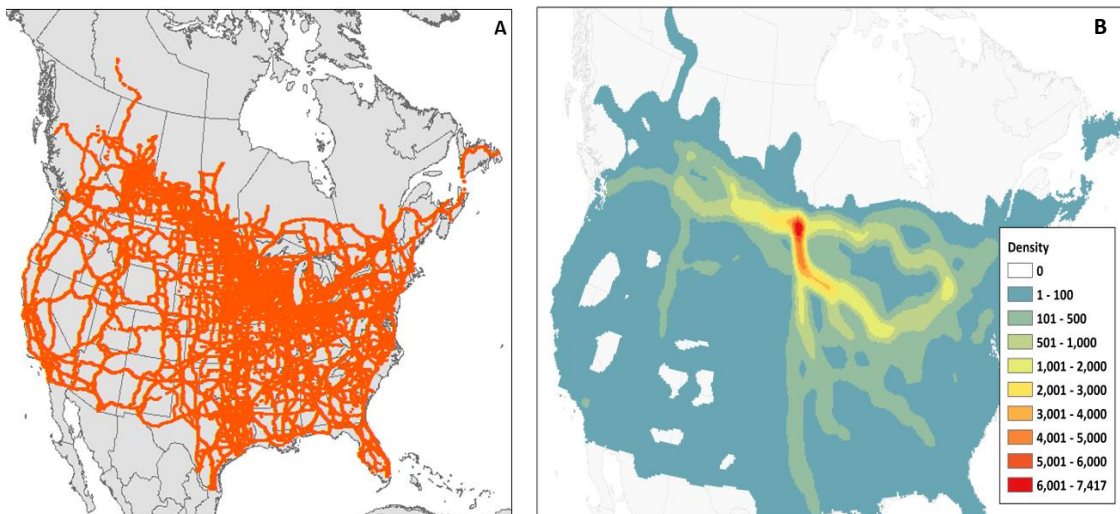 A
B
Density
0
1 - 100
101 - 500
501 - 1,000
1,001 - 2,000
2,001 - 3,000
3,001 - 4,000
4,001 - 5,000
5,001 - 6,000
6,001 - 7,417